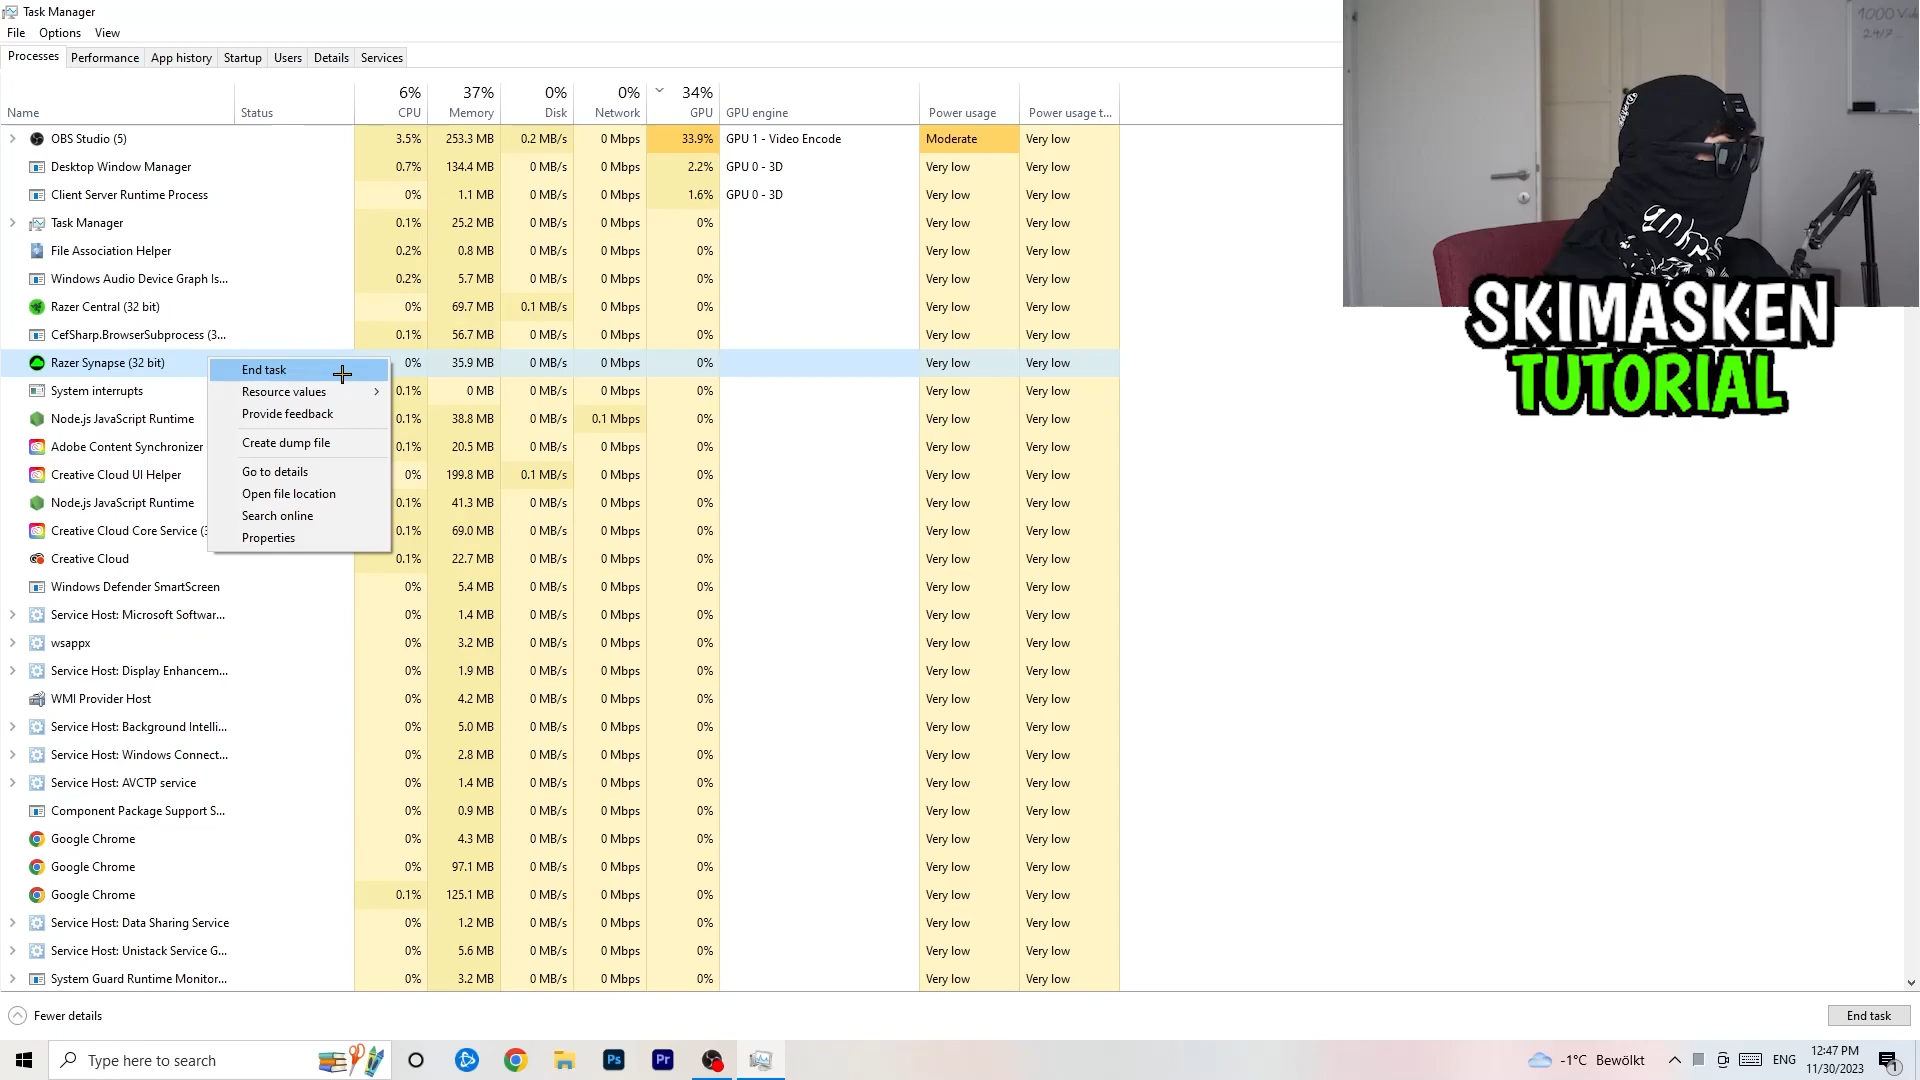 Task Manager
File Options View
Processes Performance App history Startup Users Details Services
6% 37% 0% 0% 34%
Name Status CPU Memory Disk Network GPU GPU engine Power usage Power usage t...
OBS Studio (5) 3.5% 253.3 MB 0.2 MB/s 0 Mbps 33.9% GPU 1 - Video Encode Moderate Very low
Desktop Window Manager 0.7% 134.4 MB 0 MB/s 0 Mbps 2.2% GPU 0 - 3D Very low Very low
Client Server Runtime Process 0% 1.1 MB 0 MB/s 0 Mbps 1.6% GPU 0 - 3D Very low Very low
Task Manager 0.1% 25.2 MB 0 MB/s 0 Mbps 0% Very low Very low
File Association Helper 0.2% 0.8 MB 0 MB/s 0 Mbps 0% Very low Very low
Windows Audio Device Graph Is... 0.2% 5.7 MB 0 MB/s 0 Mbps 0% Very low Very low
Razer Central (32 bit) 0% 69.7 MB 0.1 MB/s 0 Mbps 0% Very low Very low
CefSharp.BrowserSubprocess (3... 0.1% 56.7 MB 0 MB/s 0 Mbps 0% Very low Very low
Razer Synapse (32 bit) 0% 35.9 MB 0 MB/s 0 Mbps 0% Very low Very low
System interrupts 0.1% 0 MB 0 MB/s 0 Mbps 0% Very low Very low
Node.js JavaScript Runtime 0.1% 38.8 MB 0 MB/s 0.1 Mbps 0% Very low Very low
Adobe Content Synchronizer 0.1% 20.5 MB 0 MB/s 0 Mbps 0% Very low Very low
Creative Cloud UI Helper 0% 199.8 MB 0.1 MB/s 0 Mbps 0% Very low Very low
Node.js JavaScript Runtime 0.1% 41.3 MB 0 MB/s 0 Mbps 0% Very low Very low
Creative Cloud Core Service (3 0.1% 69.0 MB 0 MB/s 0 Mbps 0% Very low Very low
Creative Cloud 0.1% 22.7 MB 0 MB/s 0 Mbps 0% Very low Very low
Windows Defender SmartScreen 0% 5.4 MB 0 MB/s 0 Mbps 0% Very low Very low
Service Host: Microsoft Softwar... 0% 1.4 MB 0 MB/s 0 Mbps 0% Very low Very low
wsappx 0% 3.2 MB 0 MB/s 0 Mbps 0% Very low Very low
Service Host: Display Enhancem... 0% 1.9 MB 0 MB/s 0 Mbps 0% Very low Very low
WMI Provider Host 0% 4.2 MB 0 MB/s 0 Mbps 0% Very low Very low
Service Host: Background Intelli... 0% 5.0 MB 0 MB/s 0 Mbps 0% Very low Very low
Service Host: Windows Connect... 0% 2.8 MB 0 MB/s 0 Mbps 0% Very low Very low
Service Host: AVCTP service 0% 1.4 MB 0 MB/s 0 Mbps 0% Very low Very low
Component Package Support S... 0% 0.9 MB 0 MB/s 0 Mbps 0% Very low Very low
Google Chrome 0% 4.3 MB 0 MB/s 0 Mbps 0% Very low Very low
Google Chrome 0% 97.1 MB 0 MB/s 0 Mbps 0% Very low Very low
Google Chrome 0.1% 125.1 MB 0 MB/s 0 Mbps 0% Very low Very low
Service Host: Data Sharing Service 0% 1.2 MB 0 MB/s 0 Mbps 0% Very low Very low
Service Host: Unistack Service G... 0% 5.6 MB 0 MB/s 0 Mbps 0% Very low Very low
System Guard Runtime Monitor... 0% 3.2 MB 0 MB/s 0 Mbps 0% Very low Very low
End task
Resource values
Provide feedback
Create dump file
Go to details
Open file location
Search online
Properties
SKIMASKEN
TUTORIAL
Fewer details End task
Type here to search Ps Pr -1°C Bewölkt ENG 12:47 PM
11/30/2023 1